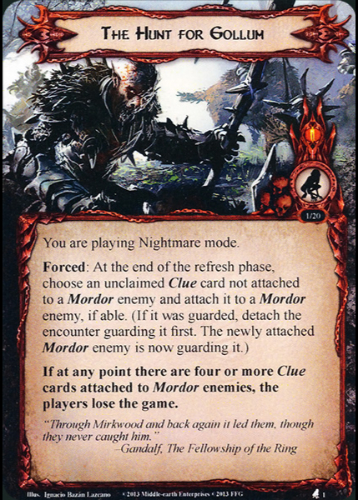 THE HUNT FOR GOLLUM
1/20
You are playing Nightmare mode.
Forced: At the end of the refresh phase,
choose an unclaimed Clue card not attached
to a Mordor enemy and attach it to a Mordor
enemy, if able. (If it was guarded, detach the
encounter guarding it first. The newly attached
Mordor enemy is now guarding it.)
If at any point there are four or more Clue
cards attached to Mordor enemies, the
players lose the game.
"Through Mirkwood and back again it led them, though
they never caught him."
–Gandalf, The Fellowship of the Ring
Illus. Ignacio Bazán Lazcano ©2013 Middle-earth Enterprises ©2013 FFG 1